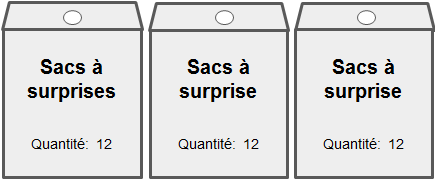 Sacs à
surprises
Quantité: 12
Sacs à
surprise
Quantité: 12
Sacs à
surprise
Quantité: 12